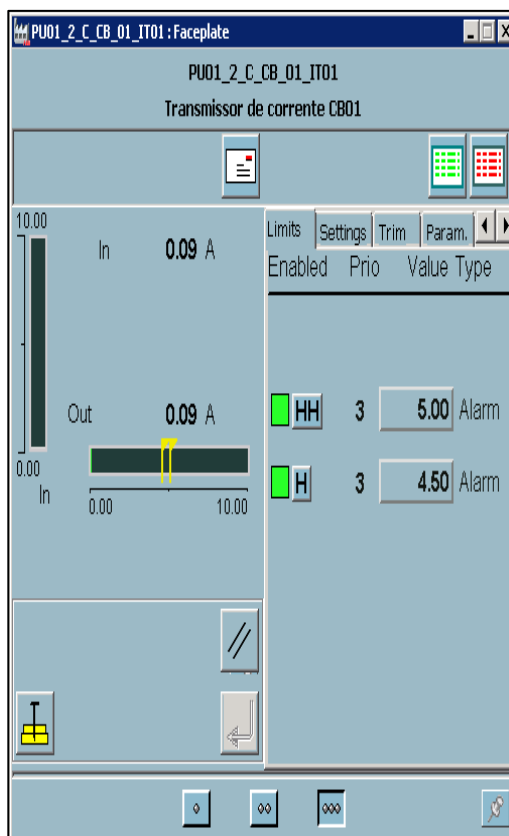 PU01_2_C_CB_01_IT01 : Faceplate
PU01_2_C_CB_01_IT01
Transmissor de corrente CB01
10.00
In 0.09 A
Out 0.09 A
0.00
In
0.00 10.00
Limits Settings Trim Param.
Enabled Prio Value Type
HH 3 5.00 Alarm
H 3 4.50 Alarm